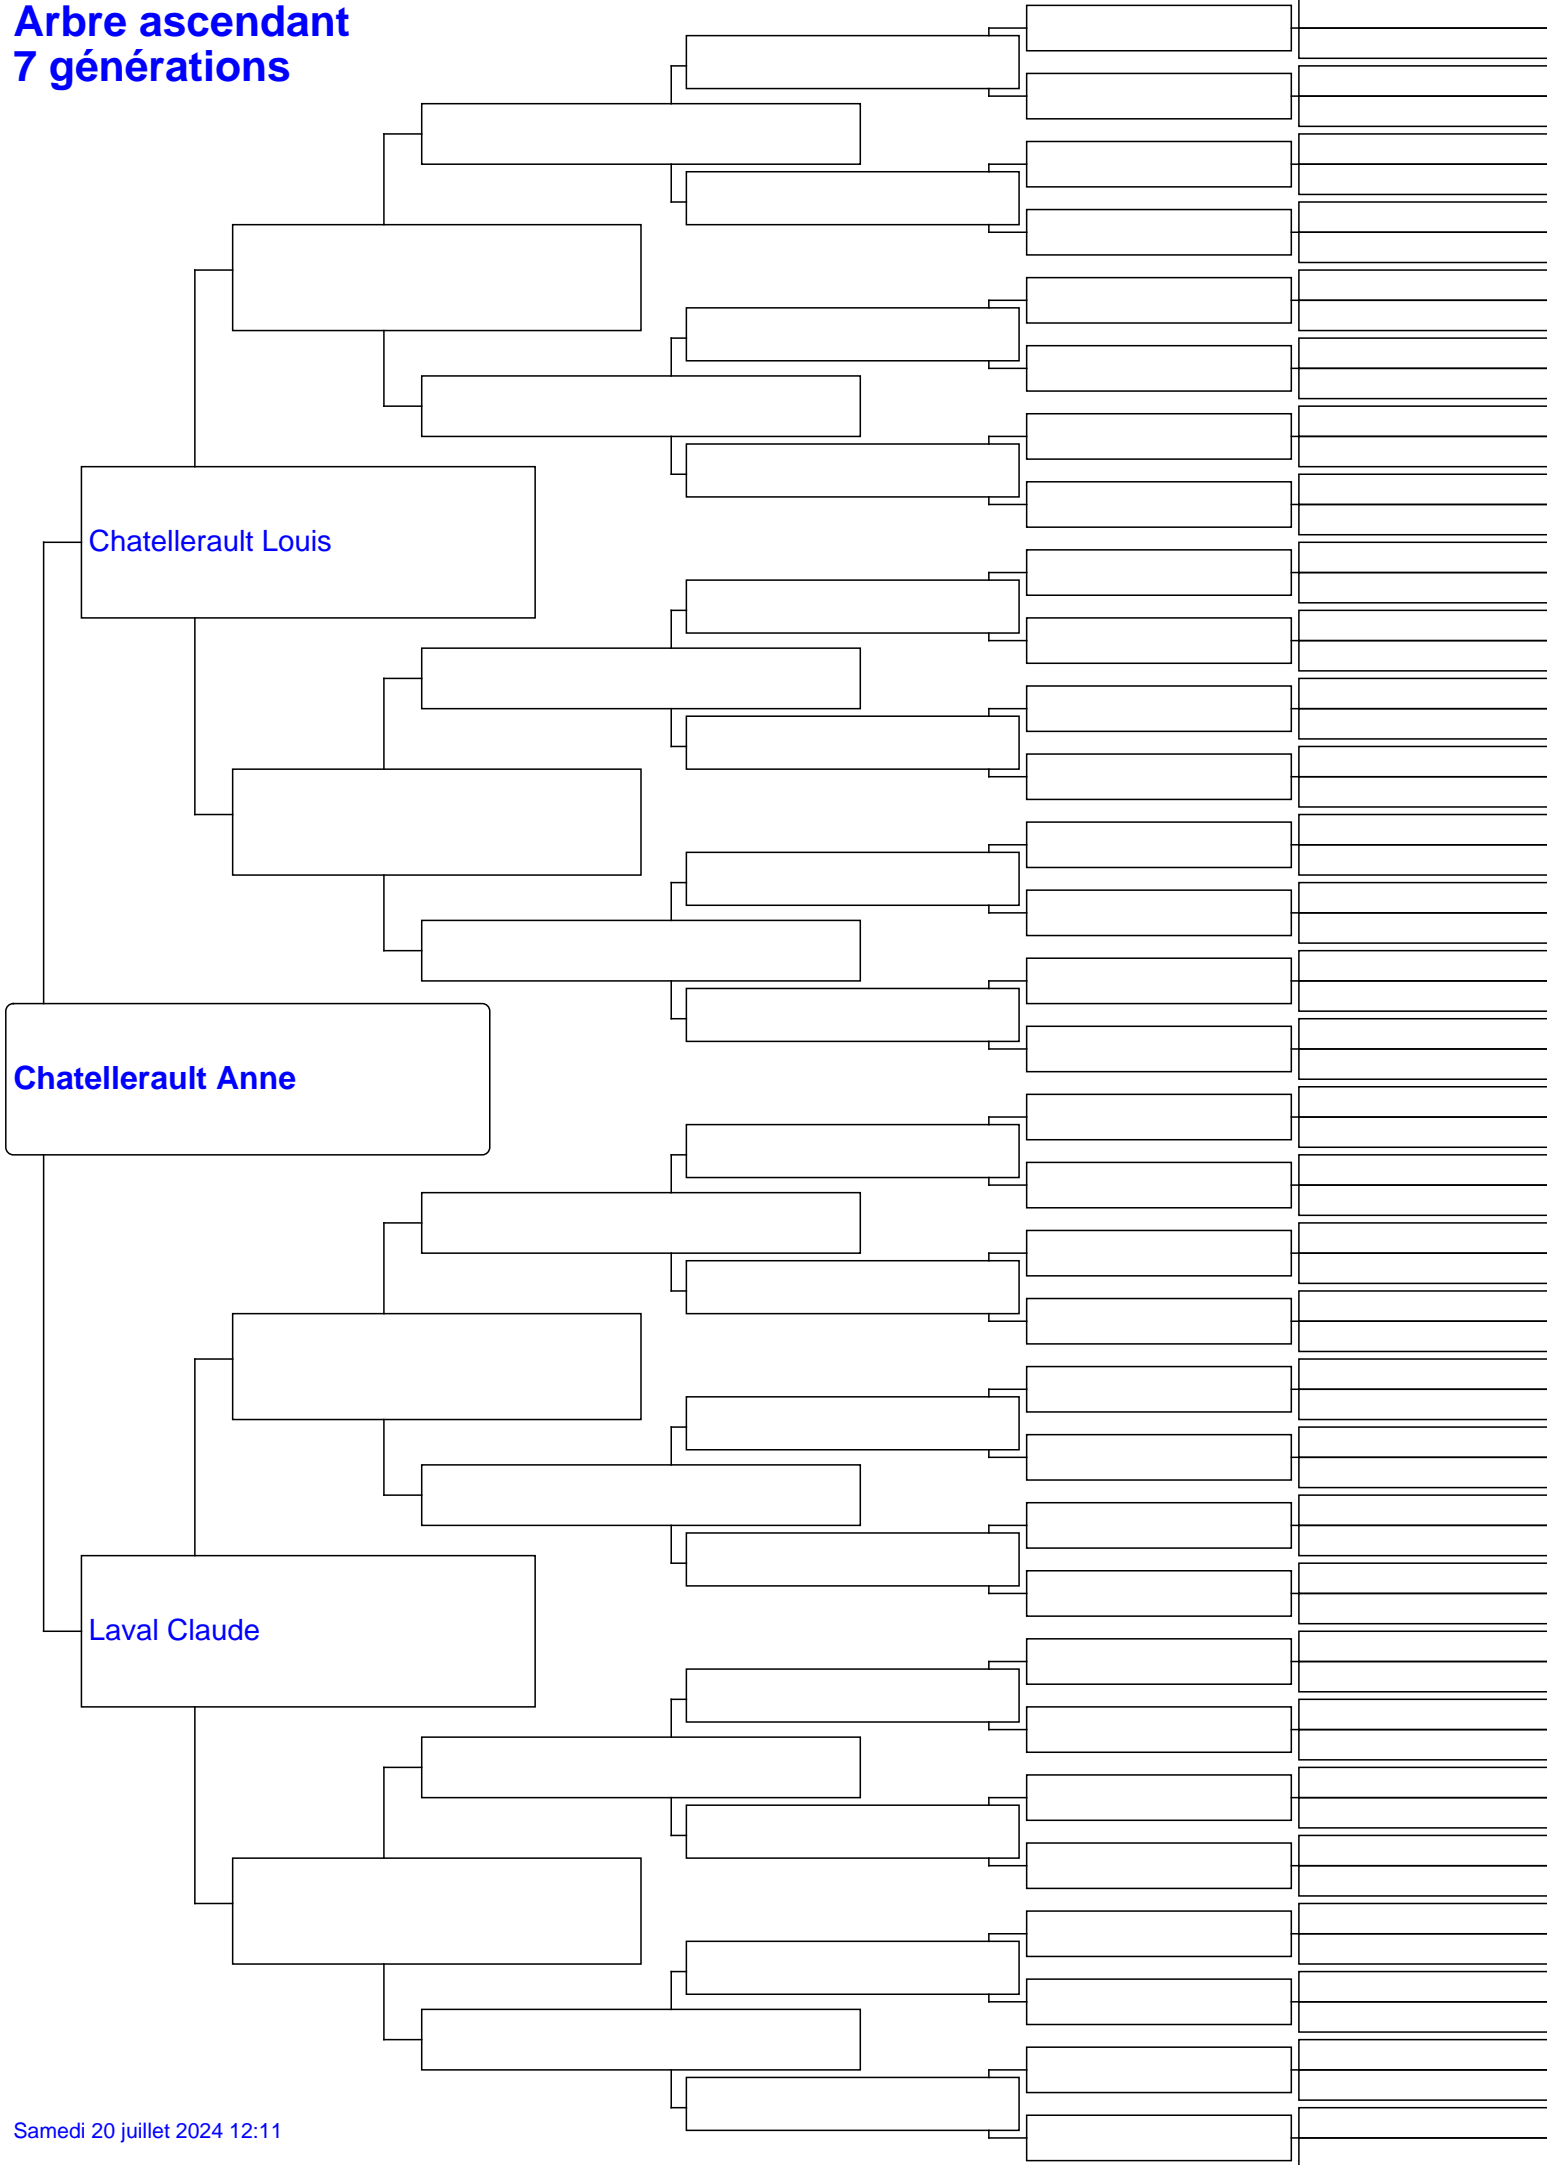 Arbre ascendant
7 générations
Chatellerault Louis
Chatellerault Anne
Laval Claude
Samedi 20 juillet 2024 12:11